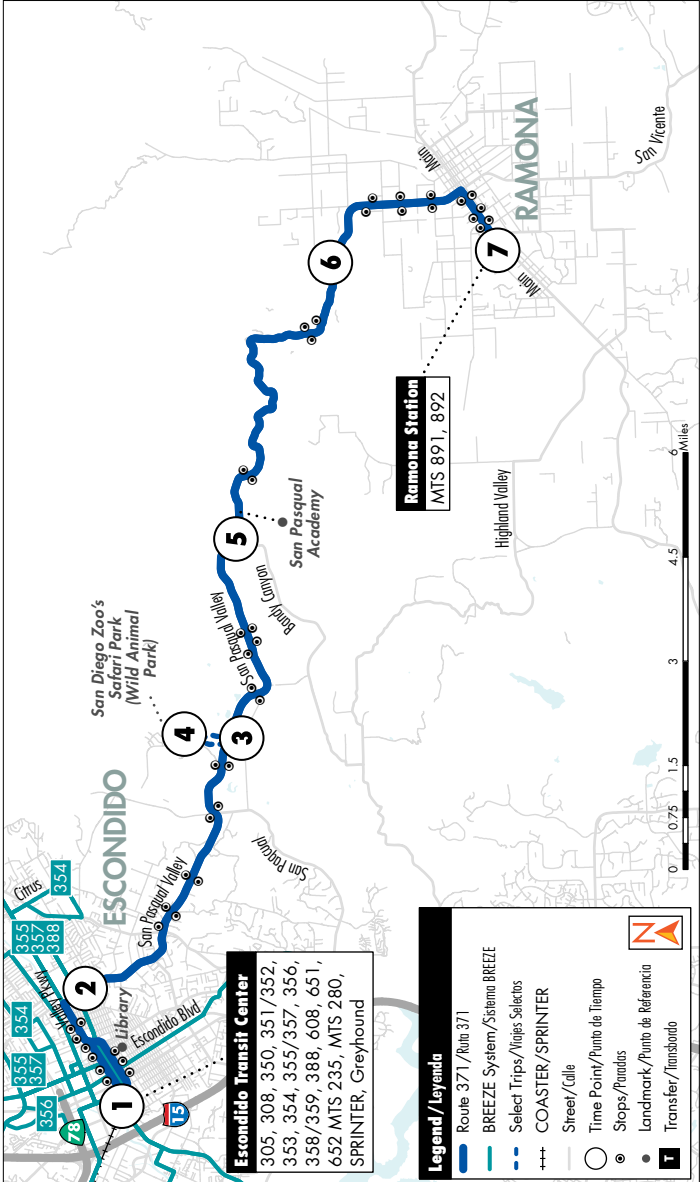 ESCONDIDO
RAMONA
355
357
356
354
355
357
388
Citrus
354
78
15
Valley Pkwy
Library
Escondido Blvd
1
2
San Pasqual Valley
San Pasqual
San Diego Zoo's
Safari Park
(Wild Animal
Park)
4
3
San Pasqual Valley
Bandy Canyon
5
San Pasqual
Academy
6
Main
7
Main
San Vicente
Highland Valley
Ramona Station
MTS 891, 892
Escondido Transit Center
305, 308, 350, 351/352,
353, 354, 355/357, 356,
358/359, 388, 608, 651,
652 MTS 235, MTS 280,
SPRINTER, Greyhound
Legend/Leyenda
Route 371/Ruta 371
BREEZE System/Sistema BREEZE
Select Trips/Viajes Selectos
COASTER/SPRINTER
Street/Calle
Time Point/Punto de Tiempo
Stops/Paradas
Landmark/Punto de Referencia
T Transfer/Transbordo
N
0 0.75 1.5 3 4.5 6
Miles